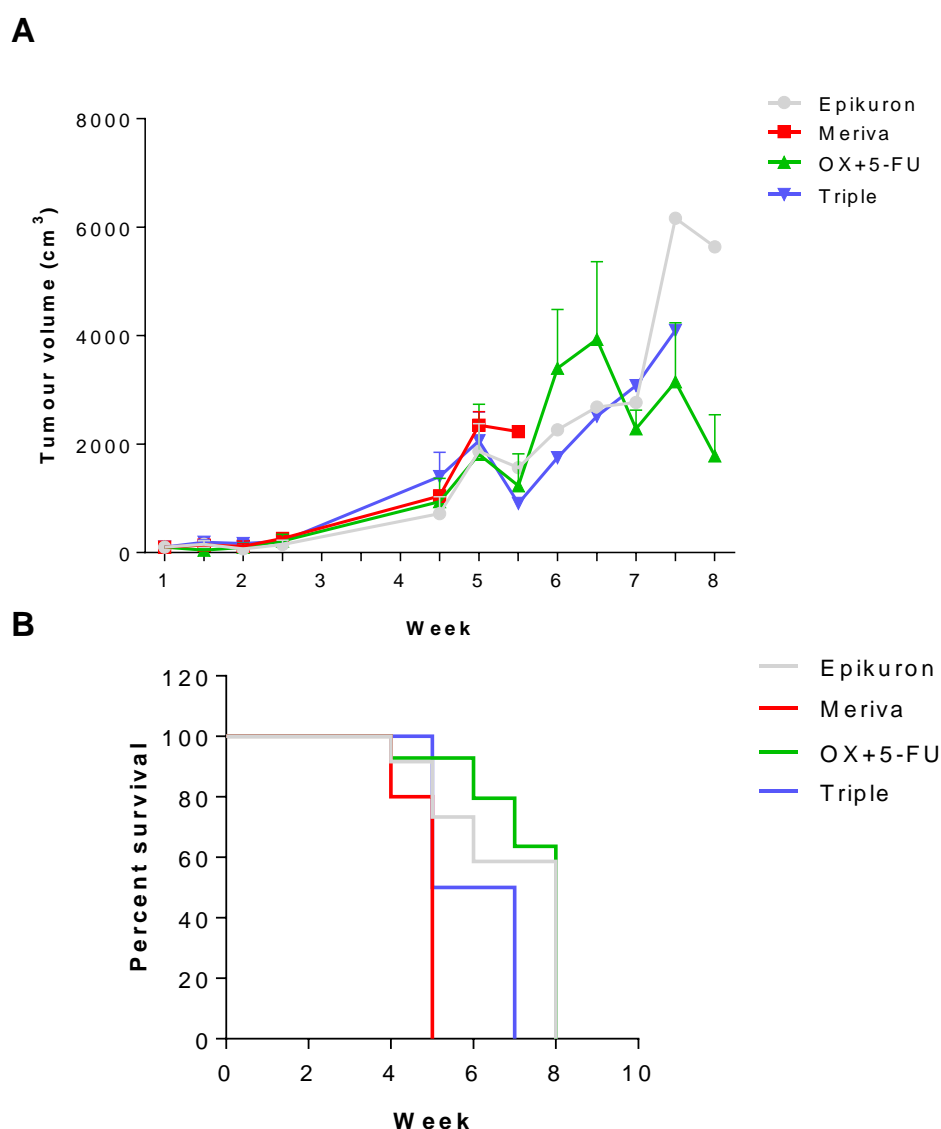 A
Epikuron
Meriva
OX+5-FU
Triple
8000
6000
4000
2000
0
Tumour volume (cm³)
1 2 3 4 5 6 7 8
Week
B
Epikuron
Meriva
OX+5-FU
Triple
120
100
80
60
40
20
0
Percent survival
0 2 4 6 8 10
Week